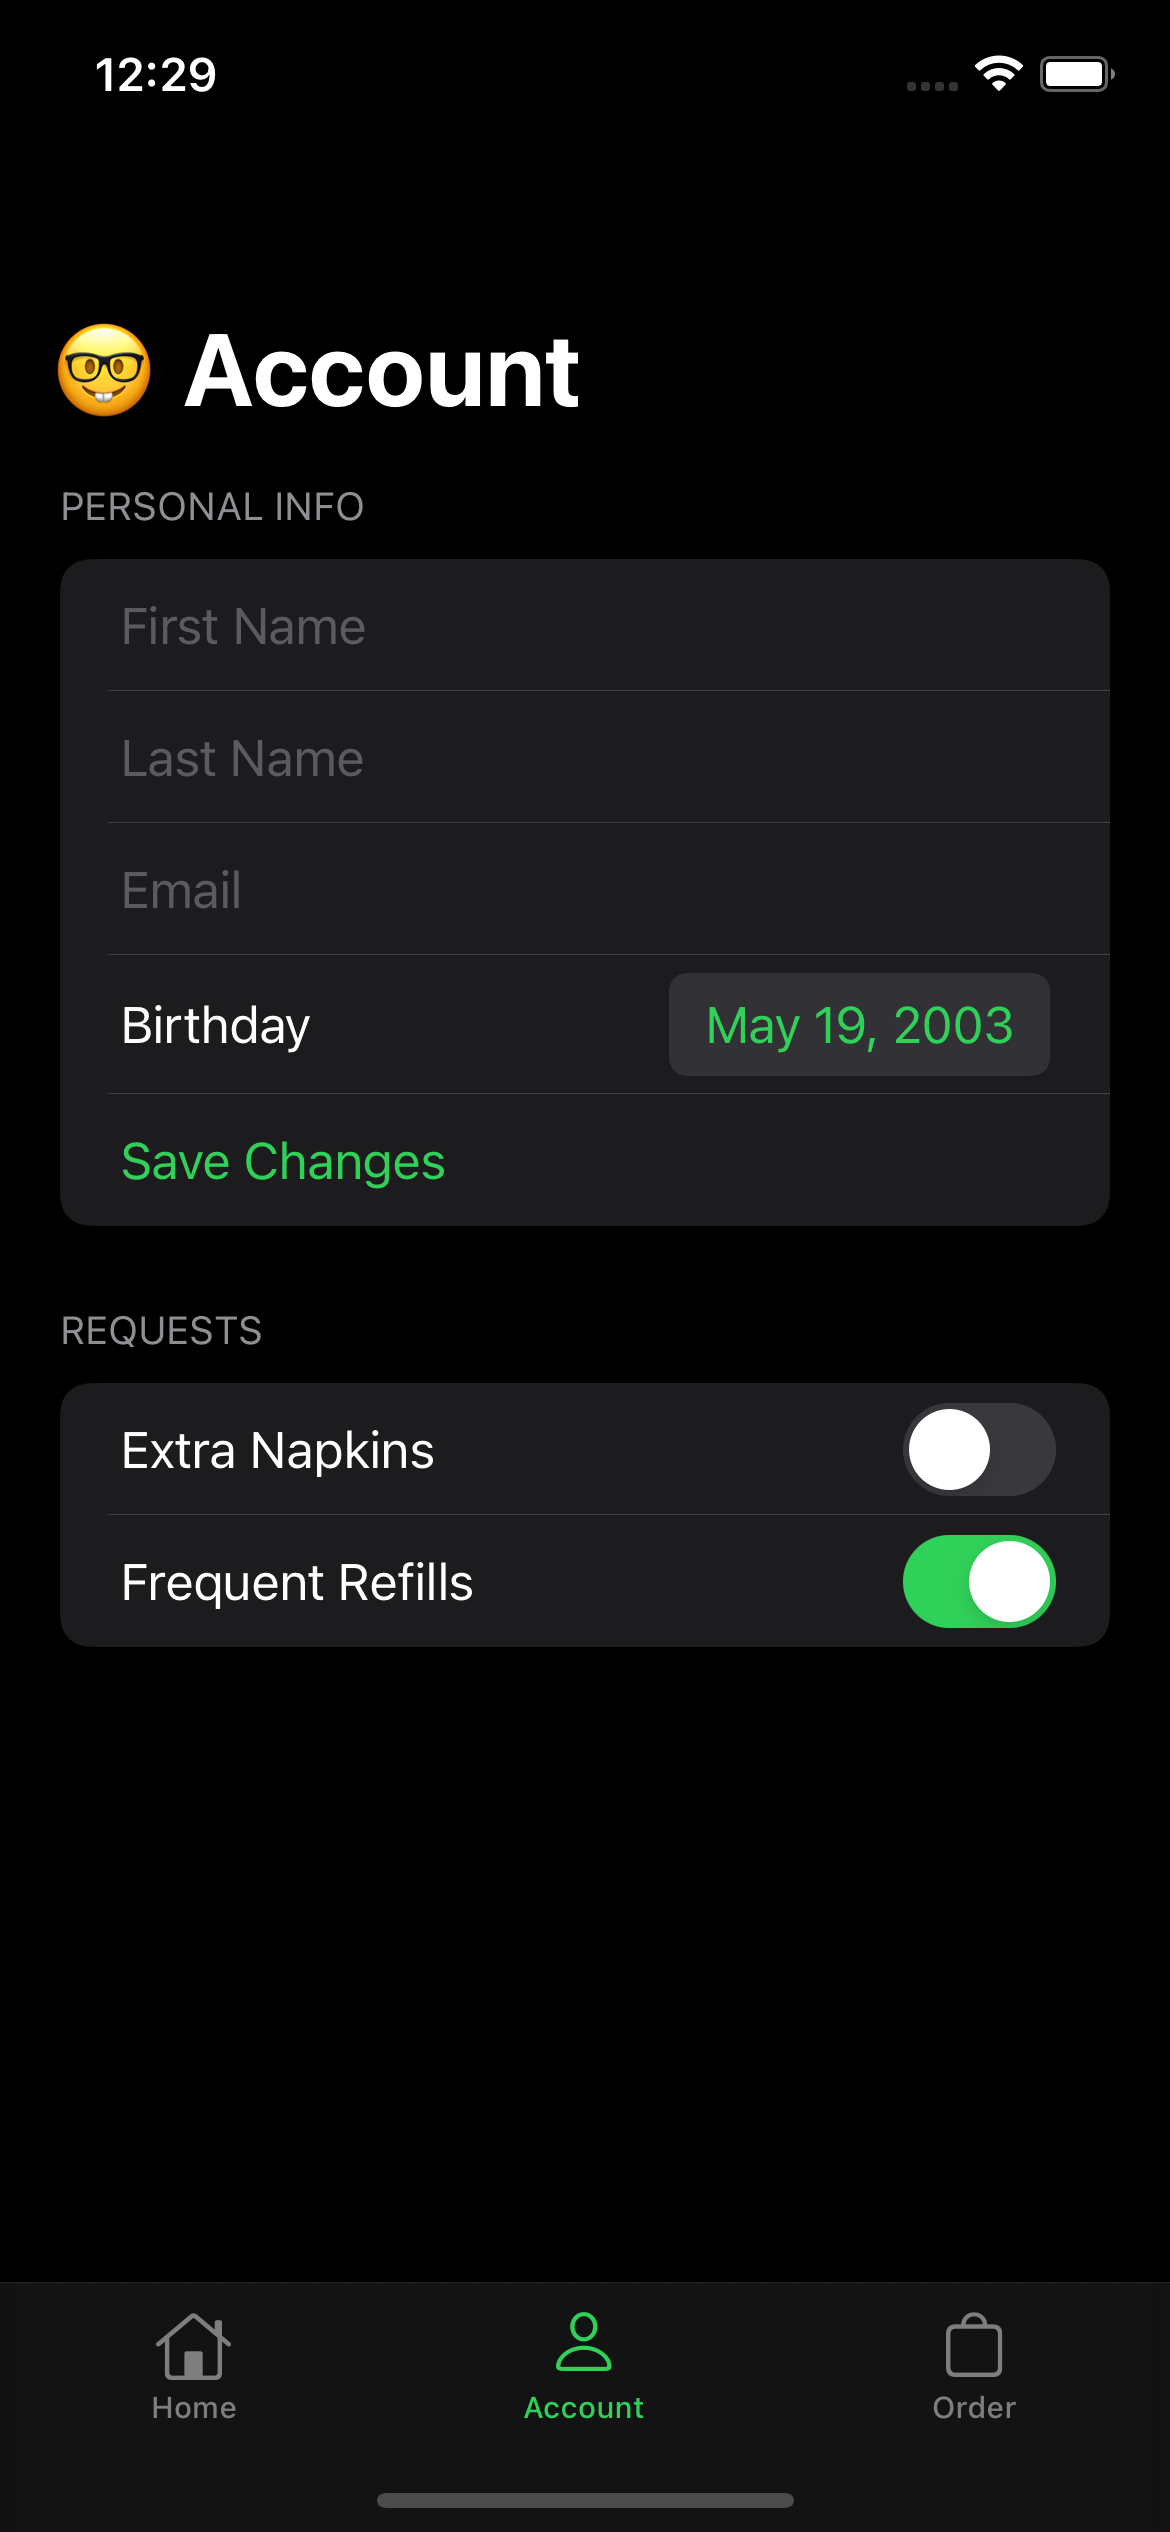 12:29
🤓 Account
PERSONAL INFO
First Name
Last Name
Email
Birthday May 19, 2003
Save Changes
REQUESTS
Extra Napkins
Frequent Refills
Home Account Order